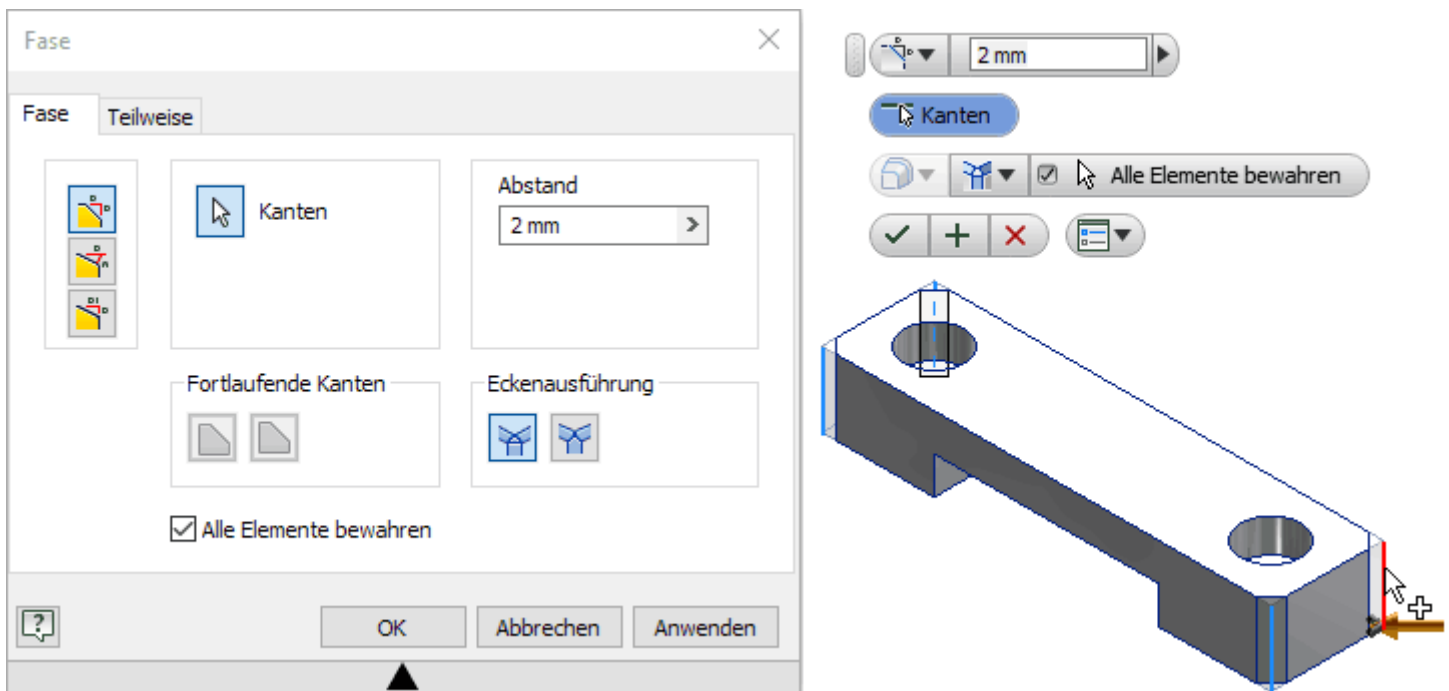 Fase
Fase
Teilweise
Kanten
Abstand
2 mm
Fortlaufende Kanten
Eckenausführung
Alle Elemente bewahren
OK
Abbrechen
Anwenden
2 mm
Kanten
Alle Elemente bewahren